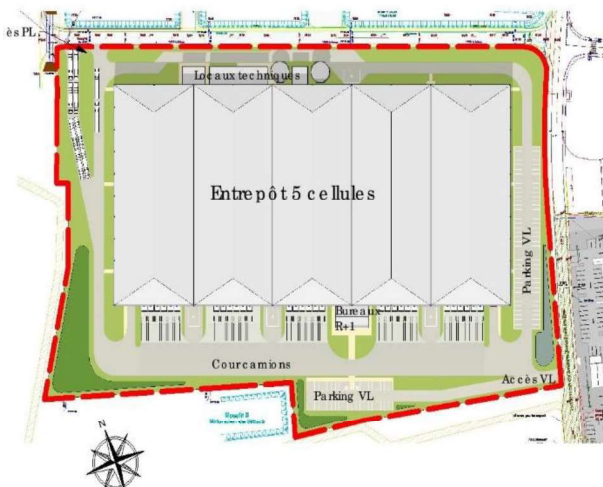 ès PL
Locaux techniques
Entrepôt 5 cellules
Parking VL
Bureaux
R+1
Cour camions
Accès VL
Parking VL
N